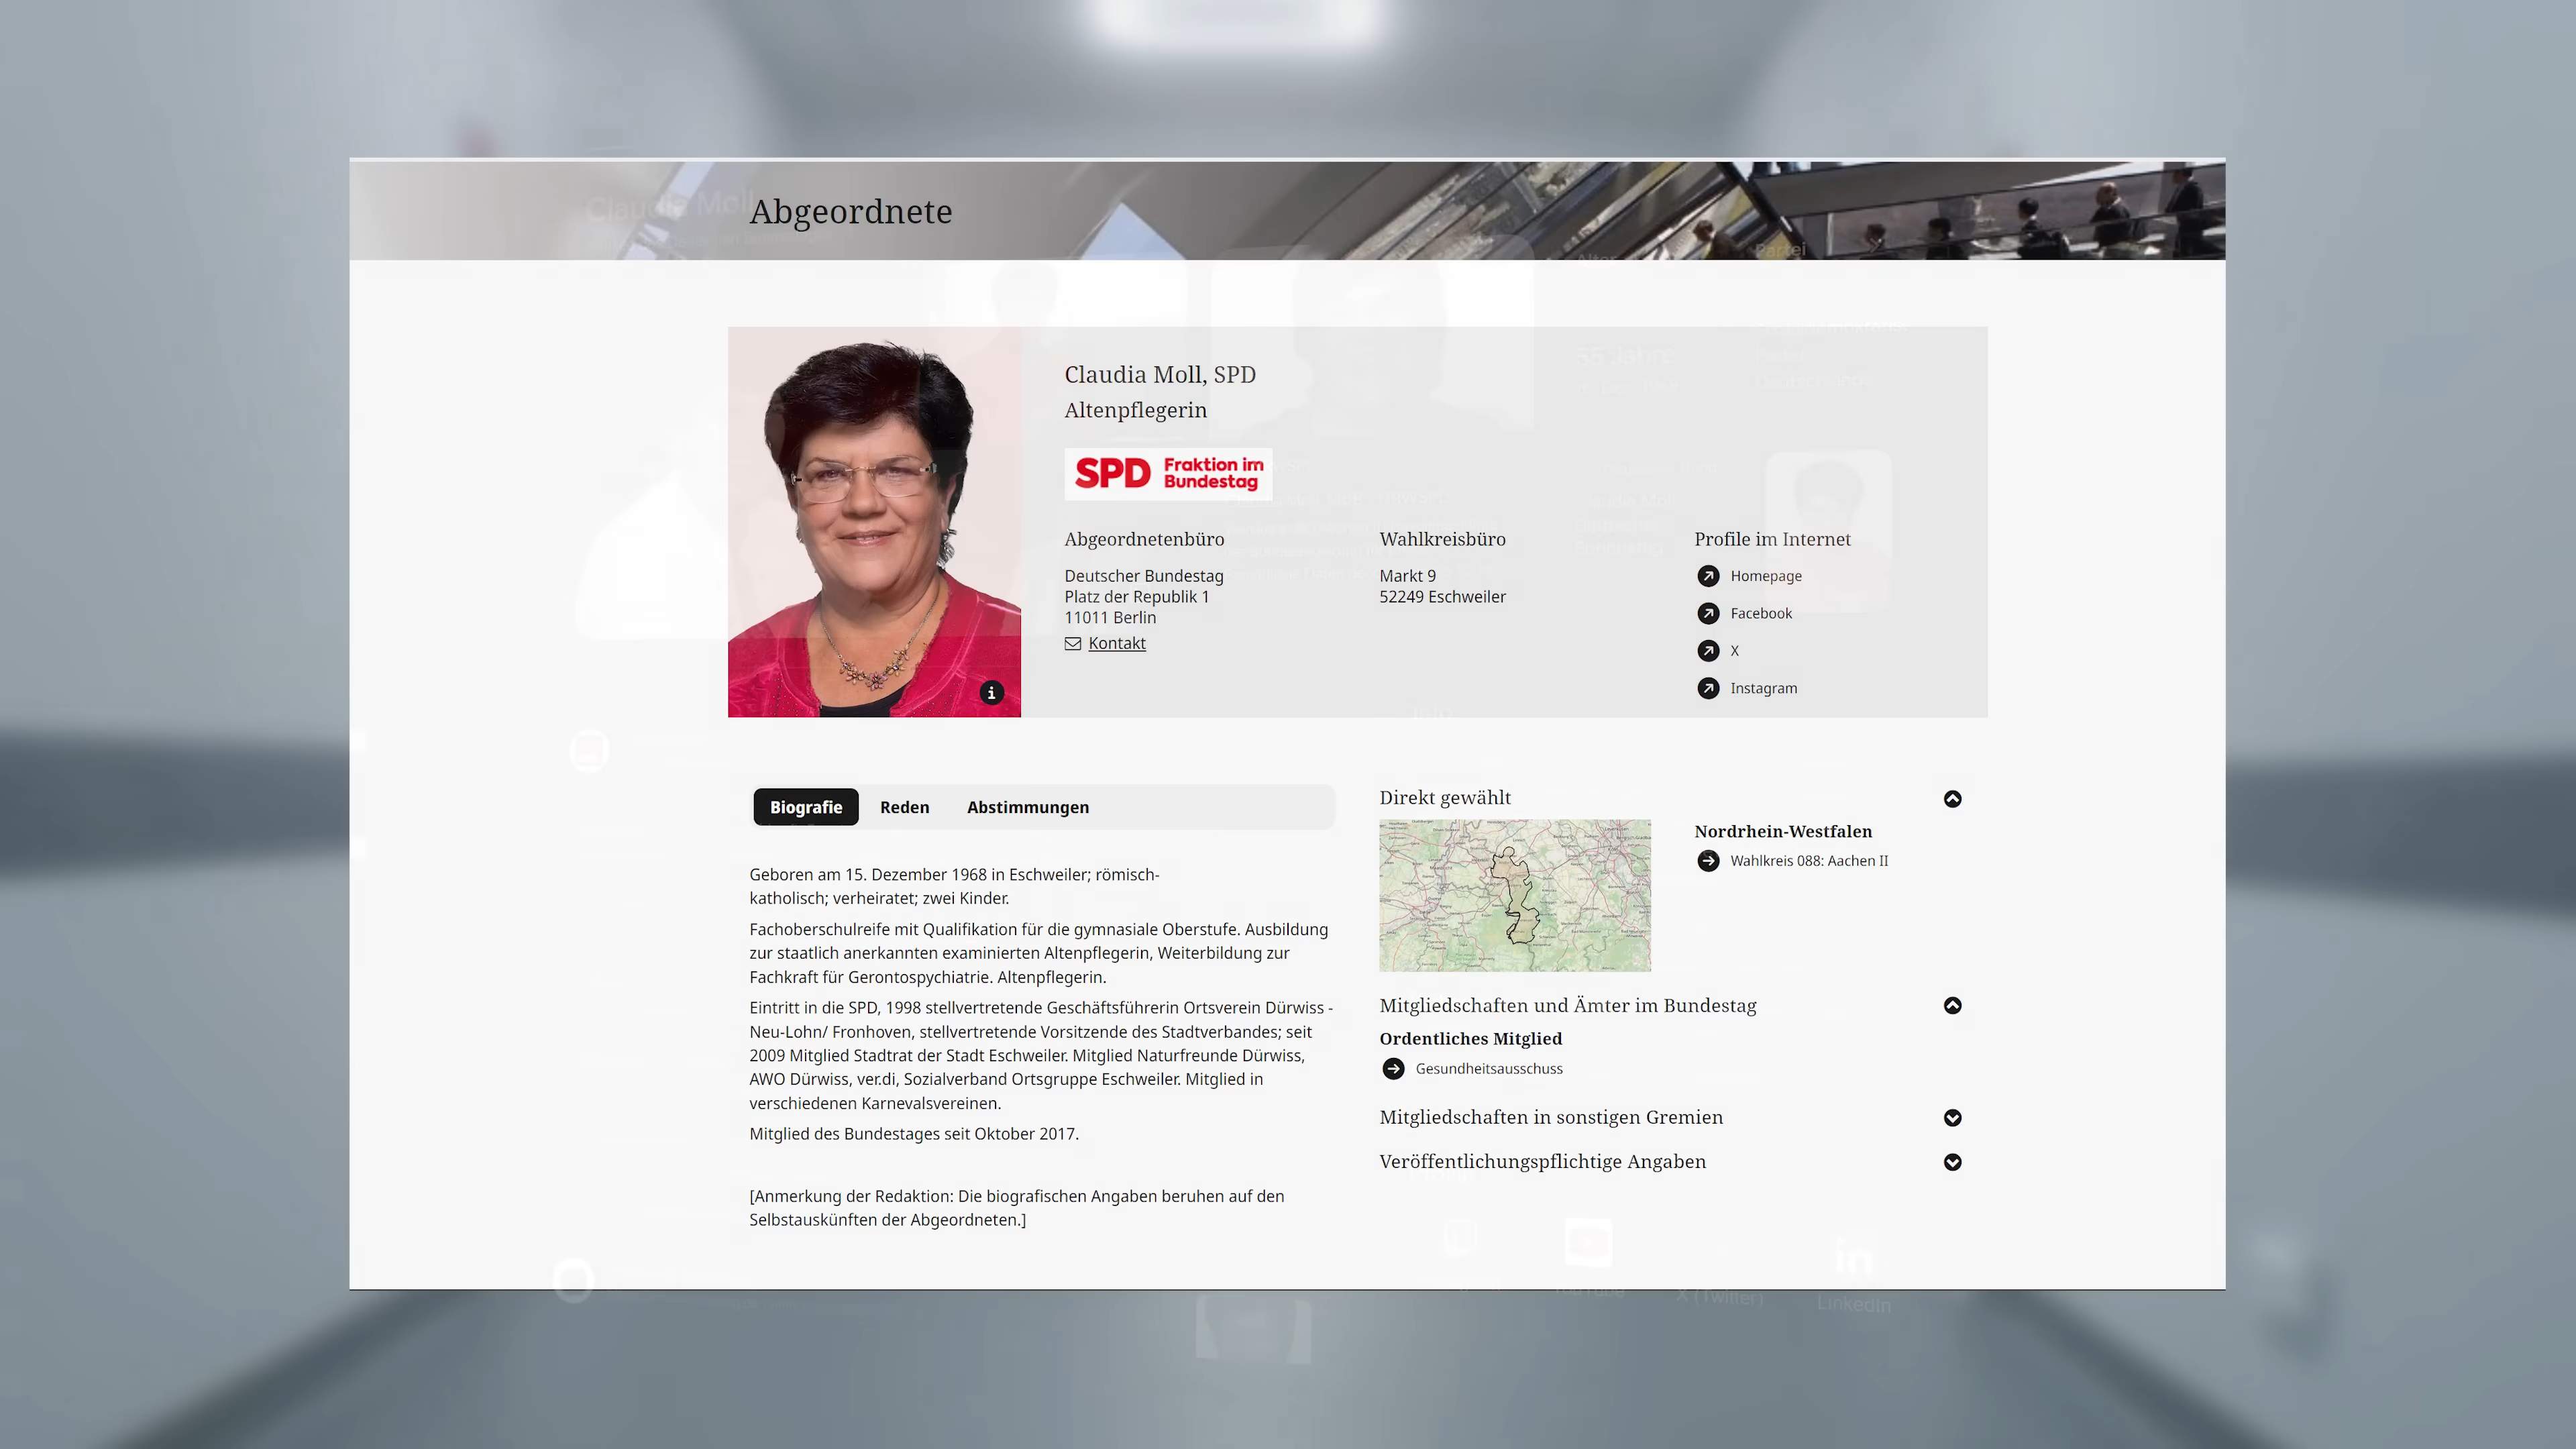 Claudia Moll
Abgeordnete
Partei
Claudia Moll, SPD
Altenpflegerin
SPD Fraktion im
Bundestag
Abgeordnetenbüro
Deutscher Bundestag
Platz der Republik 1
11011 Berlin
Kontakt
Wahlkreisbüro
Markt 9
52249 Eschweiler
Profile im Internet
Homepage
Facebook
X
Instagram
Biografie Reden Abstimmungen
Geboren am 15. Dezember 1968 in Eschweiler; römisch-
katholisch; verheiratet; zwei Kinder.
Fachoberschulreife mit Qualifikation für die gymnasiale Oberstufe. Ausbildung
zur staatlich anerkannten examinierten Altenpflegerin, Weiterbildung zur
Fachkraft für Gerontospychiatrie. Altenpflegerin.
Eintritt in die SPD, 1998 stellvertretende Geschäftsführerin Ortsverein Dürwiss -
Neu-Lohn/ Fronhoven, stellvertretende Vorsitzende des Stadtverbandes; seit
2009 Mitglied Stadtrat der Stadt Eschweiler. Mitglied Naturfreunde Dürwiss,
AWO Dürwiss, ver.di, Sozialverband Ortsgruppe Eschweiler. Mitglied in
verschiedenen Karnevalsvereinen.
Mitglied des Bundestages seit Oktober 2017.
[Anmerkung der Redaktion: Die biografischen Angaben beruhen auf den
Selbstauskünften der Abgeordneten.]
Direkt gewählt
Nordrhein-Westfalen
Wahlkreis 088: Aachen II
Mitgliedschaften und Ämter im Bundestag
Ordentliches Mitglied
Gesundheitsausschuss
Mitgliedschaften in sonstigen Gremien
Veröffentlichungspflichtige Angaben
YouTube
X (Twitter)
LinkedIn